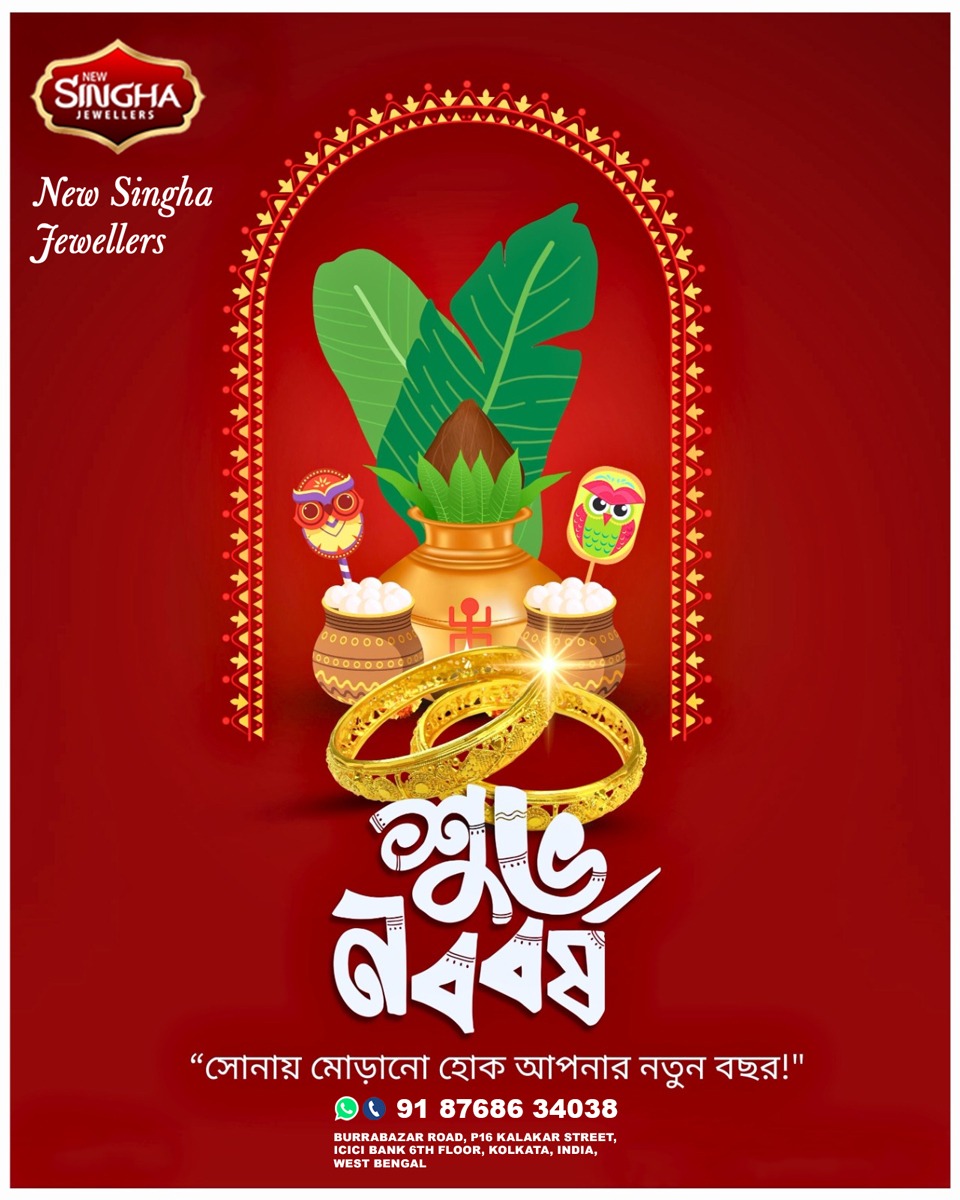 NEW
SINGHA
JEWELLERS
New Singha
Jewellers
শুভ
নববর্ষ
“সোনায় মোড়ানো হোক আপনার নতুন বছর!"
91 87686 34038
BURRABAZAR ROAD, P16 KALAKAR STREET,
ICICI BANK 6TH FLOOR, KOLKATA, INDIA,
WEST BENGAL